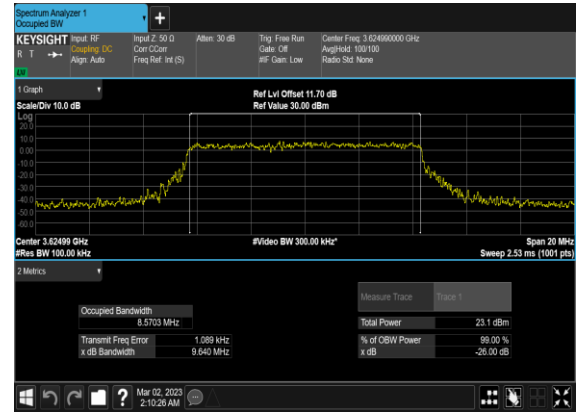 Spectrum Analyzer 1
Occupied BW
+
KEYSIGHT Input: RF Input Z: 50 Ω Atten: 30 dB Trig: Free Run Center Freq: 3.624990000 GHz
R T Coupling: DC Corr CCorr Gate: Off Avg|Hold: 100/100
Align: Auto Freq Ref: Int (S) #IF Gain: Low Radio Std: None
LU
1 Graph
Ref Lvl Offset 11.70 dB
Scale/Div 10.0 dB Ref Value 30.00 dBm
Log
20.0
10.0
0.00
-10.0
-20.0
-30.0
-40.0
-50.0
-60.0
Center 3.62499 GHz #Video BW 300.00 kHz* Span 20 MHz
#Res BW 100.00 kHz Sweep 2.53 ms (1001 pts)
2 Metrics
Measure Trace Trace 1
Occupied Bandwidth
8.5703 MHz Total Power 23.1 dBm
Transmit Freq Error 1.089 kHz % of OBW Power 99.00 %
x dB Bandwidth 9.640 MHz x dB -26.00 dB
? Mar 02, 2023
2:10:26 AM